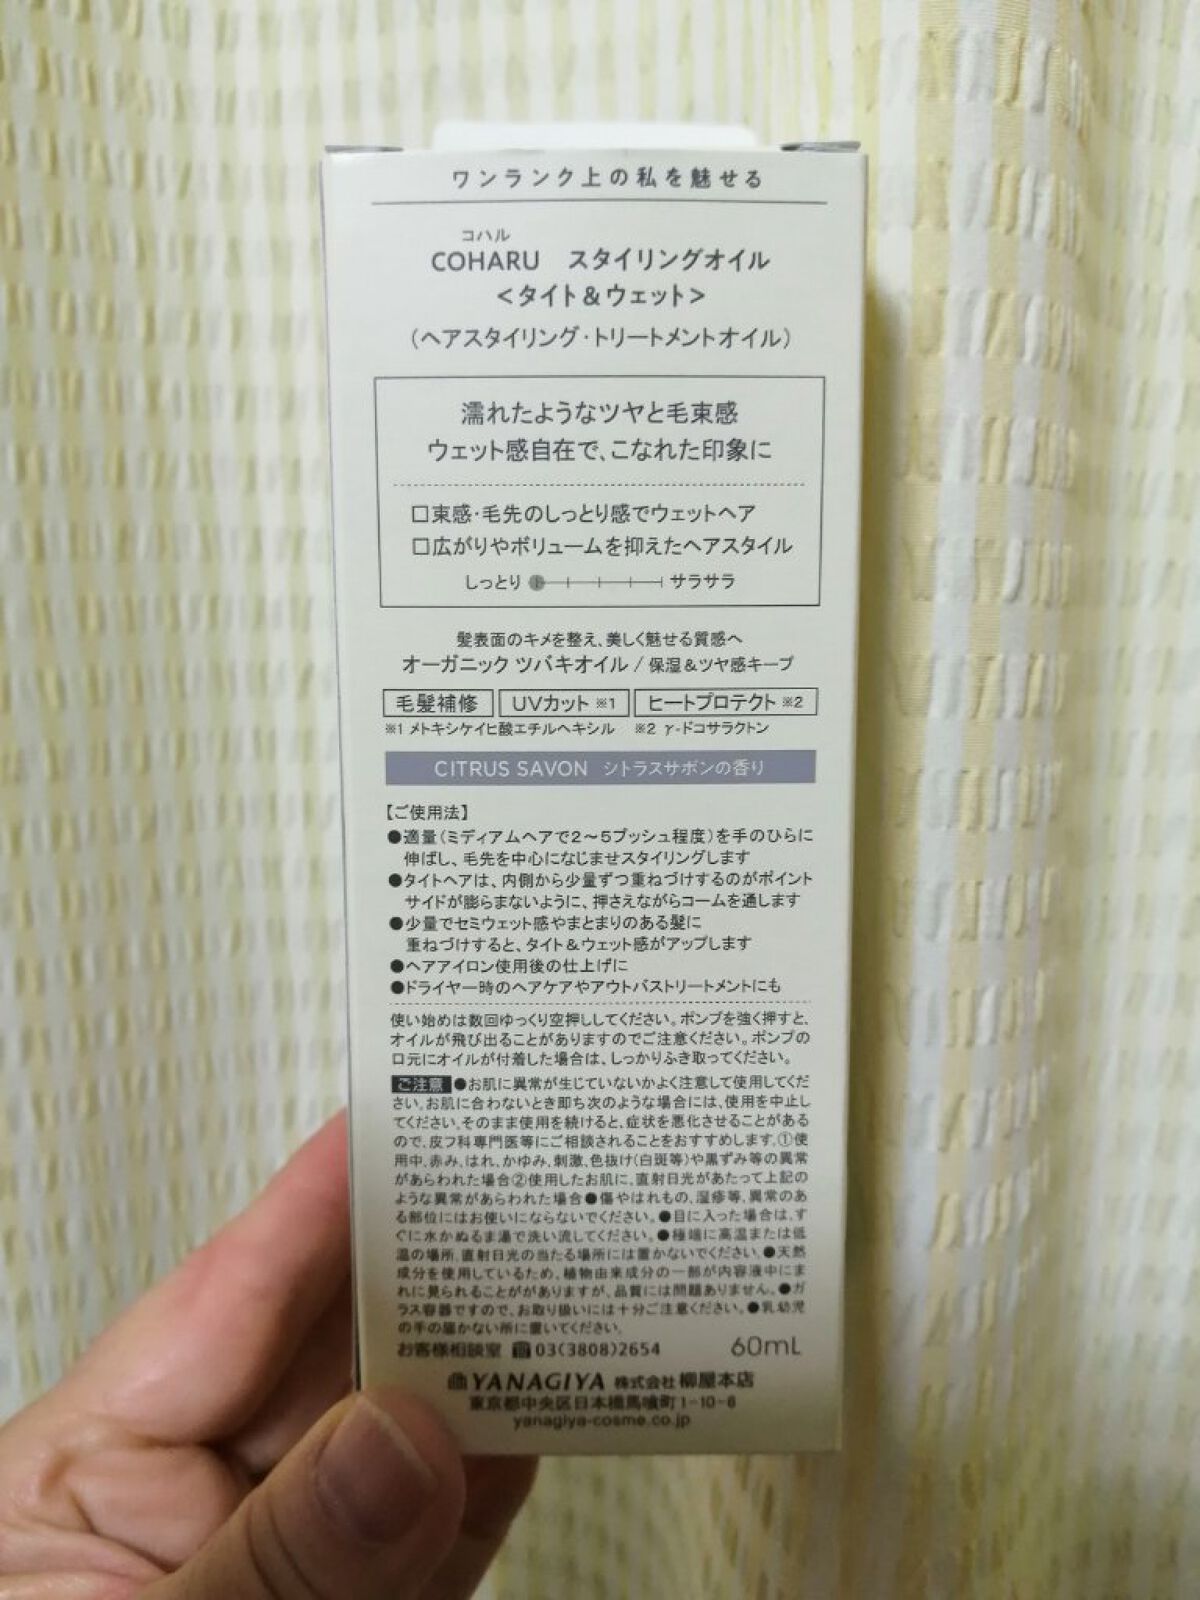 ワンランク上の私を魅せる
コハル
COHARU スタイリングオイル
<タイト&ウェット>
(ヘアスタイリング・トリートメントオイル)
濡れたようなツヤと毛束感
ウェット感自在で、こなれた印象に
□束感・毛先のしっとり感でウェットヘア
□広がりやボリュームを抑えたヘアスタイル
しっとり サラサラ
髪表面のキメを整え、美しく魅せる質感へ
オーガニック ツバキオイル / 保湿&ツヤ感キープ
毛髪補修 UVカット ※1 ヒートプロテクト ※2
※1 メトキシケイヒ酸エチルヘキシル ※2 γ-ドコサラクトン
CITRUS SAVON シトラスサボンの香り
【ご使用法】
●適量(ミディアムヘアで2〜5プッシュ程度)を手のひらに
伸ばし、毛先を中心になじませスタイリングします
●タイトヘアは、内側から少量ずつ重ねづけするのがポイント
サイドが膨らまないように、押さえながらコームを通します
●少量でセミウェット感やまとまりのある髪に
重ねづけすると、タイト&ウェット感がアップします
●ヘアアイロン使用後の仕上げに
●ドライヤー時のヘアケアやアウトバストリートメントにも
使い始めは数回ゆっくり空押ししてください。ポンプを強く押すと、
オイルが飛び出ることがありますのでご注意ください。ポンプの
口元にオイルが付着した場合は、しっかりふき取ってください。
ご注意 ●お肌に異常が生じていないかよく注意して使用してくだ
さい。お肌に合わないとき即ち次のような場合には、使用を中止し
てください。そのまま使用を続けると、症状を悪化させることがある
ので、皮フ科専門医等にご相談されることをおすすめします。①使
用中、赤み、はれ、かゆみ、刺激、色抜け(白斑等)や黒ずみ等の異常
があらわれた場合②使用したお肌に、直射日光があたって上記の
ような異常があらわれた場合●傷やはれもの、湿疹等、異常のあ
る部位にはお使いにならないでください。●目に入った場合は、す
ぐに水かぬるま湯で洗い流してください。●極端に高温または低
温の場所、直射日光の当たる場所には置かないでください。●天然
成分を使用しているため、植物由来成分の一部が内容液中にま
れに見られることががありますが、品質には問題ありません。●ガ
ラス容器ですので、お取り扱いには十分ご注意ください。●乳幼児
の手の届かない所に置いてください。
お客様相談室 ☎03(3808)2654 60mL
YANAGIYA 株式会社 柳屋本店
東京都中央区日本橋馬喰町1-10-6
yanagiya-cosme.co.jp